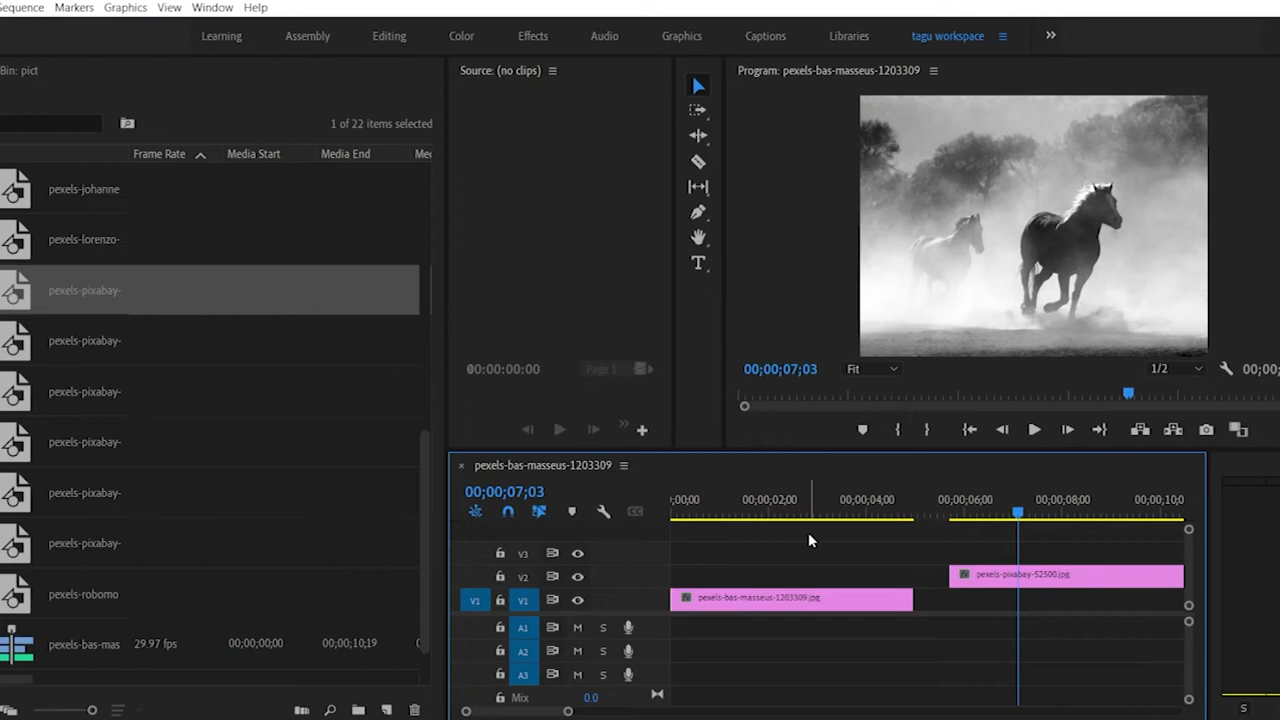 Sequence Markers Graphics View Window Help
Learning Assembly Editing Color Effects Audio Graphics Captions Libraries tagu workspace
Bin: pict
Source: (no clips)
Program: pexels-bas-masseus-1203309
1 of 22 items selected
Frame Rate Media Start Media End
pexels-johanne
pexels-lorenzo-
pexels-pixabay-
pexels-pixabay-
pexels-pixabay-
pexels-pixabay-
pexels-pixabay-
pexels-pixabay-
pexels-robomo
pexels-bas-mas 29.97 fps 00;00;00;00 00;00;10;19
00:00:00:00 Page 1
00;00;07;03 Fit 1/2 00;00;
pexels-bas-masseus-1203309
00;00;07;03
;00;00 00;00;02;00 00;00;04;00 00;00;06;00 00;00;08;00 00;00;10;0
V3
V2 pexels-pixabay-52500.jpg
V1 V1 pexels-bas-masseus-1203309.jpg
A1 M S
A2 M S
A3 M S
Mix 0.0
S